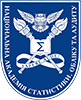 НАЦІОНАЛЬНА АКАДЕМІЯ СТАТИСТИКИ, ОБЛІКУ ТА АУДИТУ
Σ